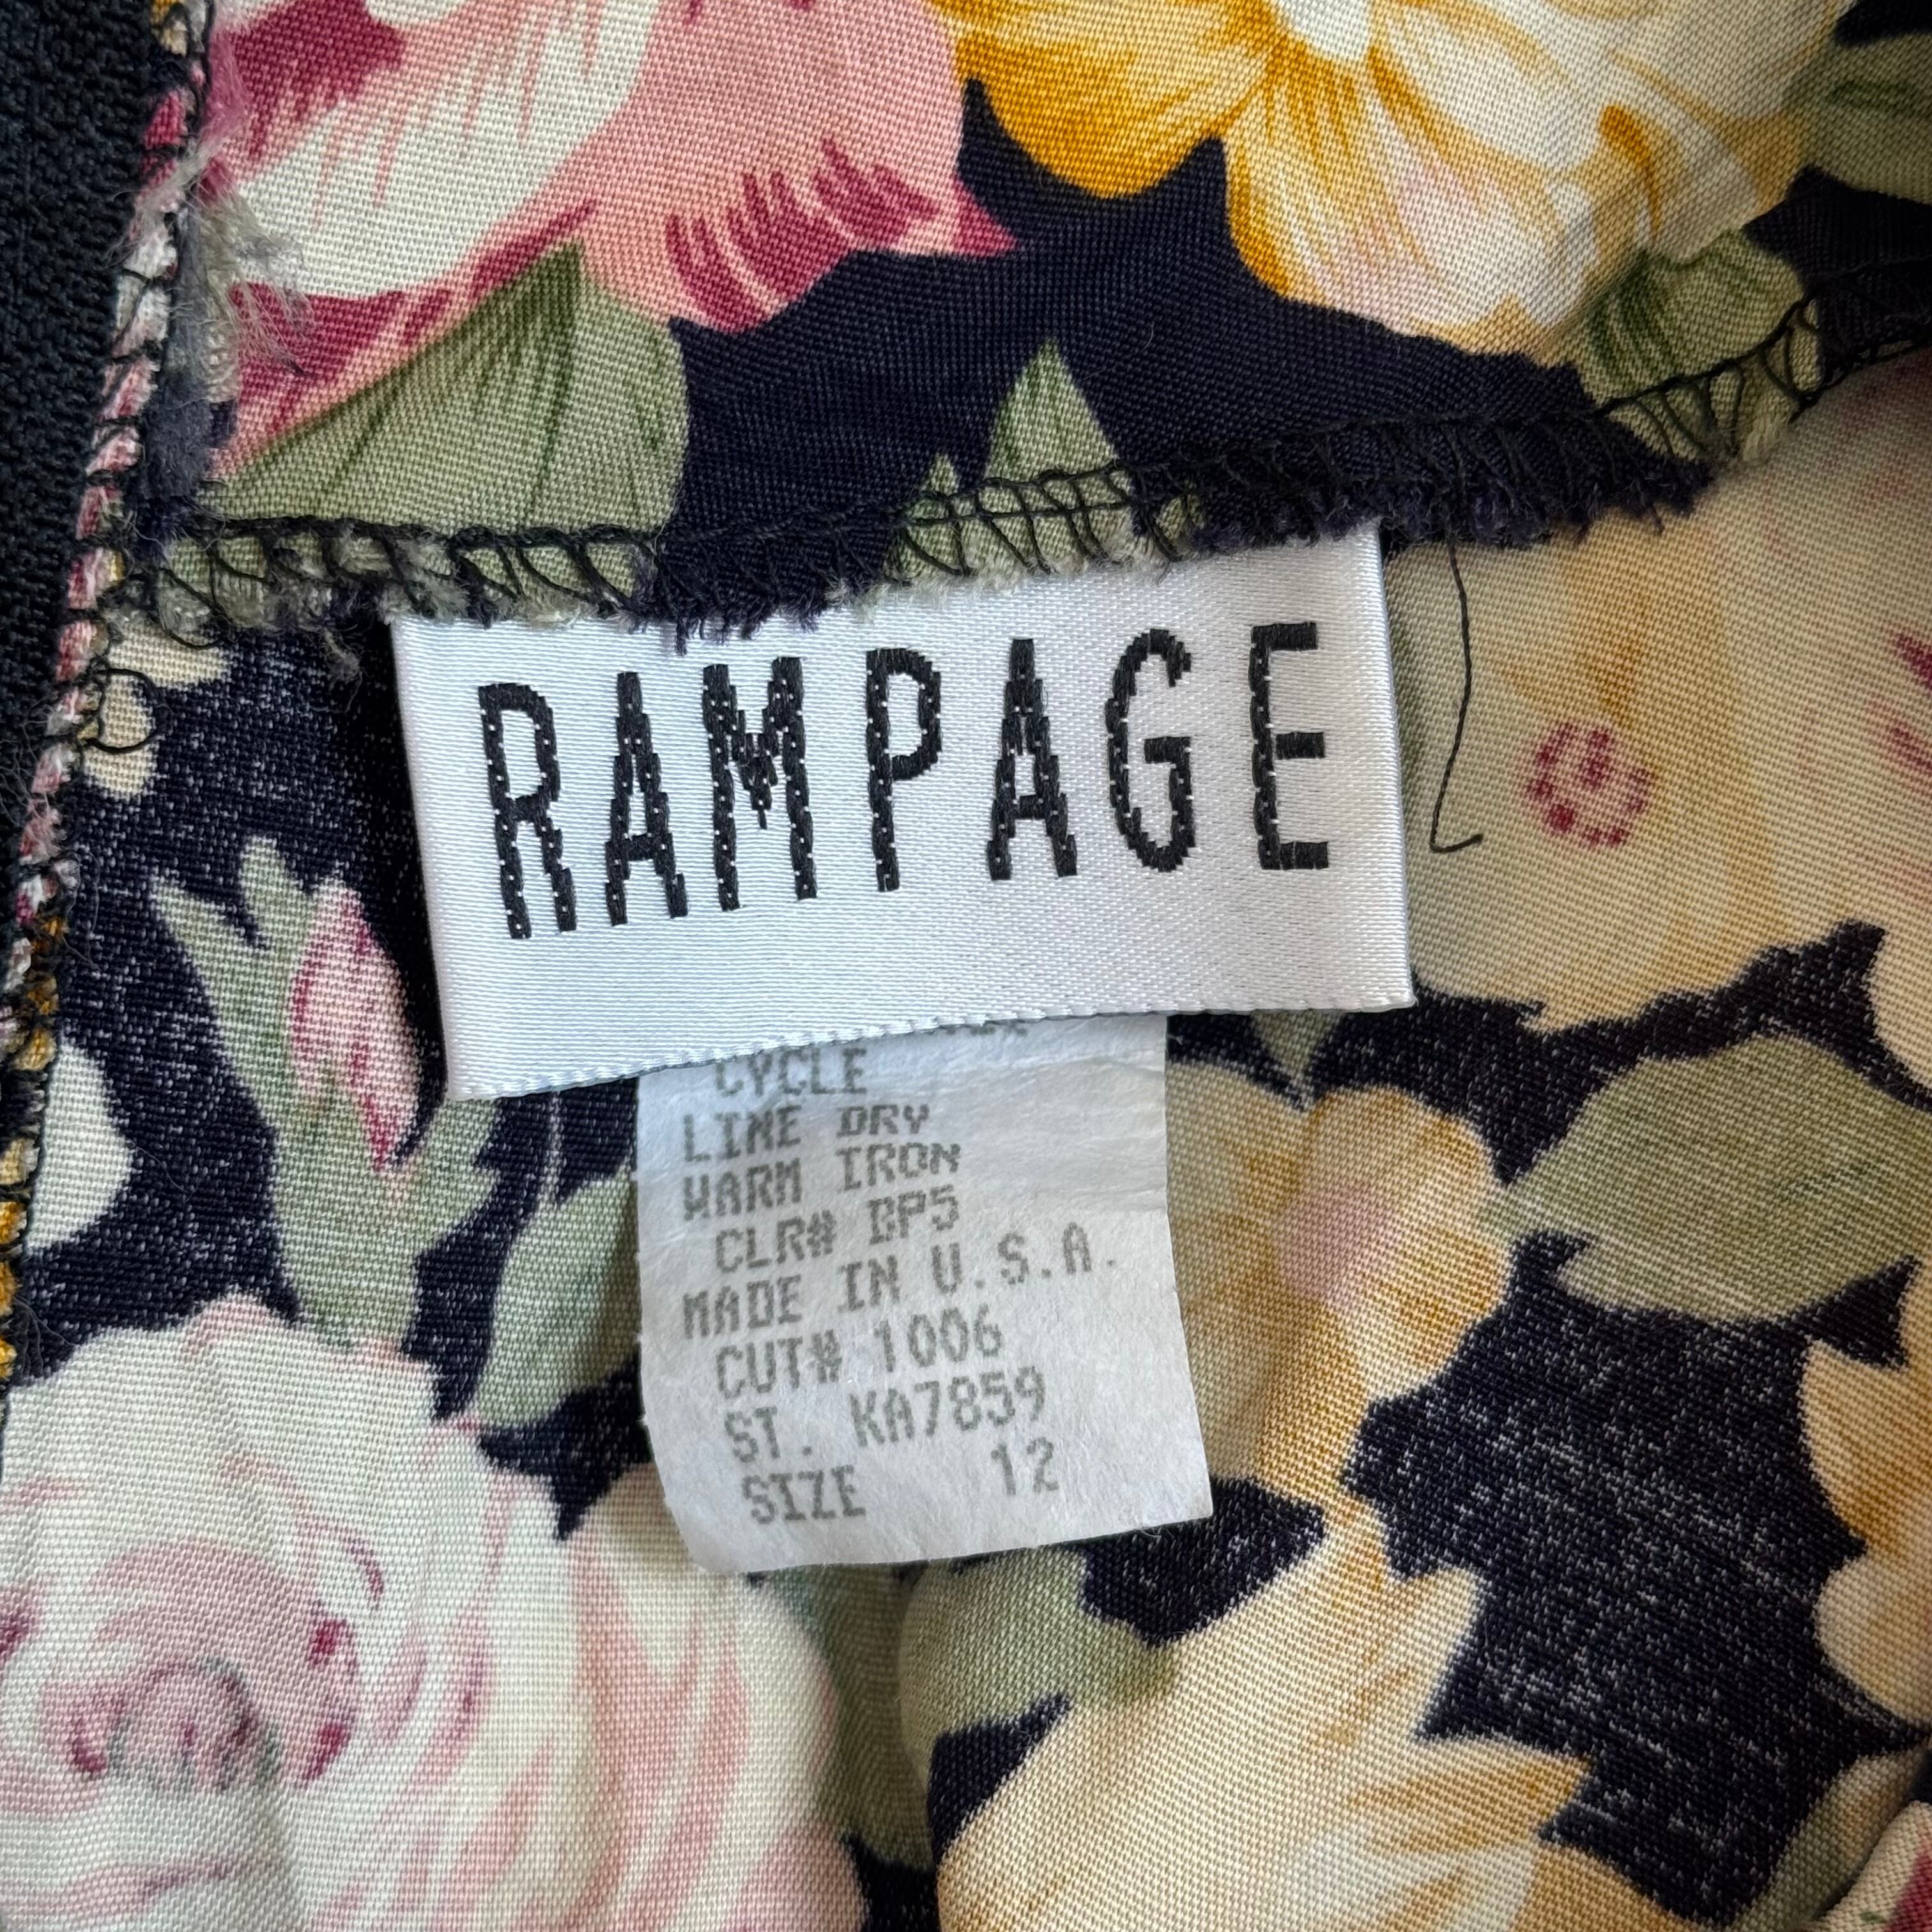 RAMPAGE
CYCLE
LINE DRY
WARM IRON
CLR# BP5
MADE IN U.S.A.
CUT# 1006
ST. KA7859
SIZE 12